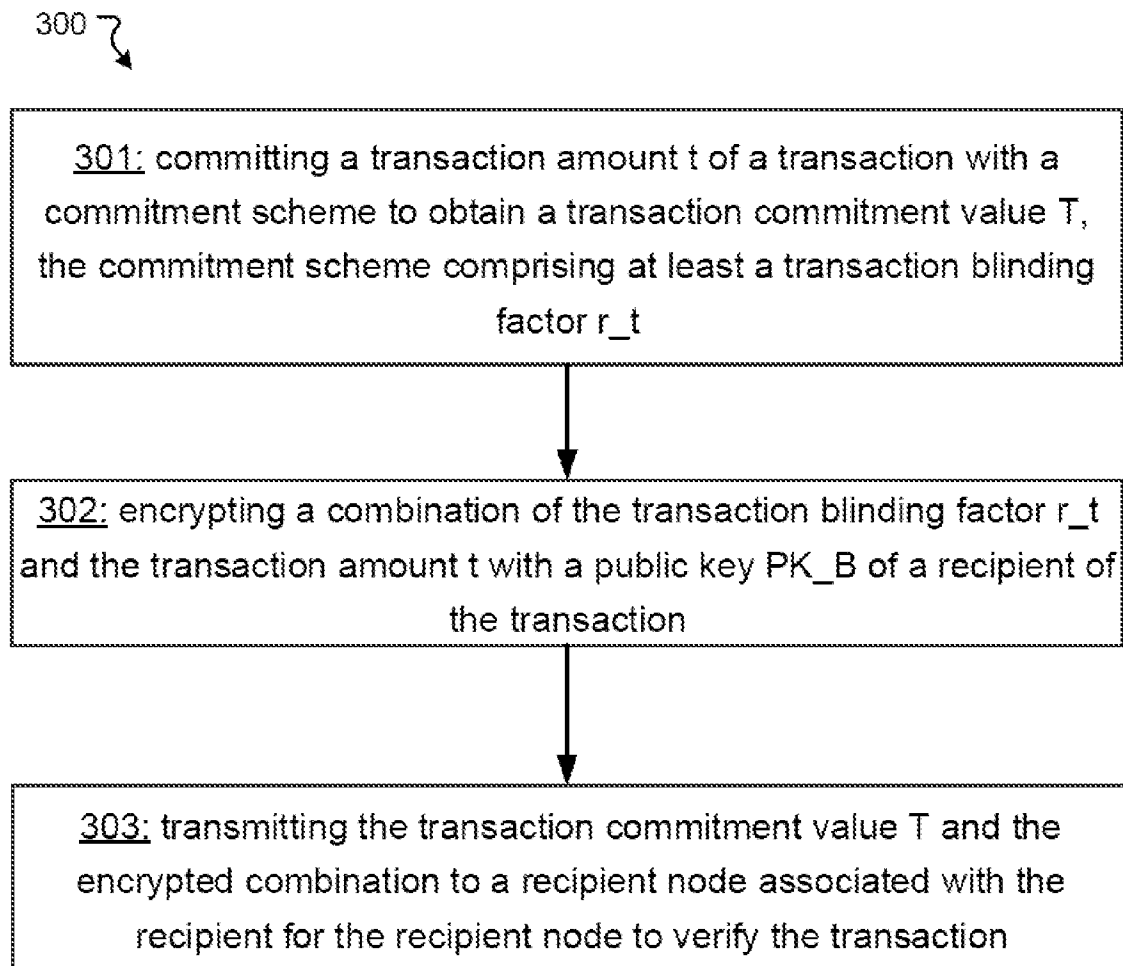 300
301: committing a transaction amount t of a transaction with a
commitment scheme to obtain a transaction commitment value T,
the commitment scheme comprising at least a transaction blinding
factor r_t
302: encrypting a combination of the transaction blinding factor r_t
and the transaction amount t with a public key PK_B of a recipient of
the transaction
303: transmitting the transaction commitment value T and the
encrypted combination to a recipient node associated with the
recipient for the recipient node to verify the transaction